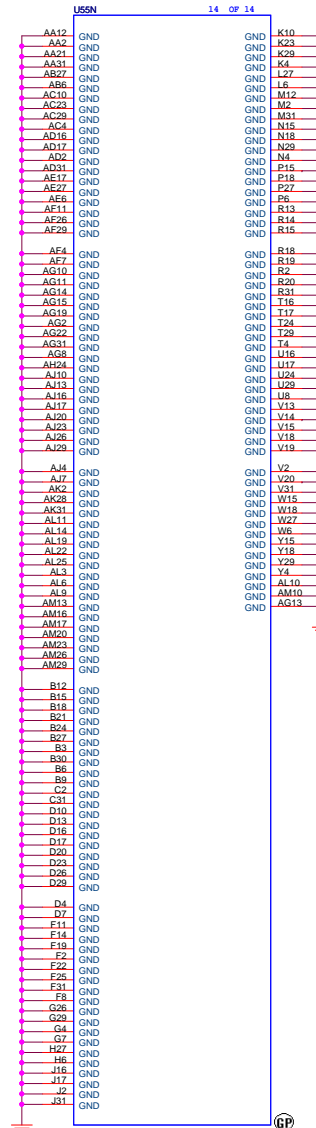 U55N 14 OF 14
AA12 GND GND K10
AA2 GND GND K23
AA21 GND GND K29
AA31 GND GND K4
AB27 GND GND L27
AB6 GND GND L6
AC10 GND GND M12
AC23 GND GND M2
AC29 GND GND M31
AC4 GND GND N15
AD16 GND GND N18
AD17 GND GND N29
AD2 GND GND N4
AD31 GND GND P15
AE17 GND GND P18
AE27 GND GND P27
AE6 GND GND P6
AF11 GND GND R13
AF26 GND GND R14
AF29 GND GND R15
AF4 GND GND R18
AF7 GND GND R19
AG10 GND GND R2
AG11 GND GND R20
AG14 GND GND R31
AG15 GND GND T16
AG19 GND GND T17
AG2 GND GND T24
AG22 GND GND T29
AG31 GND GND T4
AG8 GND GND U16
AH24 GND GND U17
AJ10 GND GND U24
AJ13 GND GND U29
AJ16 GND GND U8
AJ17 GND GND V13
AJ20 GND GND V14
AJ23 GND GND V15
AJ26 GND GND V18
AJ29 GND GND V19
AJ4 GND GND V2
AJ7 GND GND V20
AK2 GND GND V31
AK28 GND GND W15
AK31 GND GND W18
AL11 GND GND W27
AL14 GND GND W6
AL19 GND GND Y15
AL22 GND GND Y18
AL25 GND GND Y29
AL3 GND GND Y4
AL6 GND GND AL10
AL9 GND GND AM10
AM13 GND GND AG13
AM16 GND
AM17 GND
AM20 GND
AM23 GND
AM26 GND
AM29 GND
B12 GND
B15 GND
B18 GND
B21 GND
B24 GND
B27 GND
B3 GND
B30 GND
B6 GND
B9 GND
C2 GND
C31 GND
D10 GND
D13 GND
D16 GND
D17 GND
D20 GND
D23 GND
D26 GND
D29 GND
D4 GND
D7 GND
F11 GND
F14 GND
F19 GND
F2 GND
F22 GND
F25 GND
F31 GND
F8 GND
G26 GND
G29 GND
G4 GND
G7 GND
H27 GND
H6 GND
J16 GND
J17 GND
J2 GND
J31 GND
GP